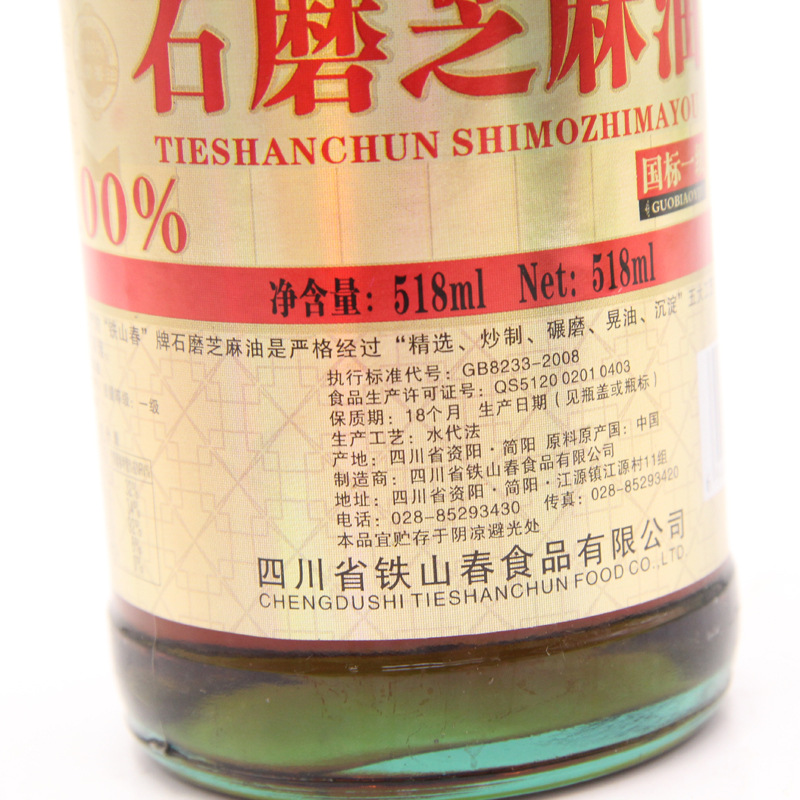 石磨芝麻油
TIESHANCHUN SHIMOZHIMAYOU
国标一
GUOBIAO
00%
净含量：518ml Net：518ml
“铁山春”牌石磨芝麻油是严格经过“精选、炒制、碾磨、晃油、沉淀”五
一级
执行标准代号：GB8233-2008
食品生产许可证号：QS5120 0201 0403
保质期：18个月 生产日期（见瓶盖或瓶标）
生产工艺：水代法
产地：四川省资阳·简阳 原料原产国：中国
制造商：四川省铁山春食品有限公司
地址：四川省资阳·简阳·江源镇江源村11组
电话：028-85293430 传真：028-85293420
本品宜贮存于阴凉避光处
四川省铁山春食品有限公司
CHENGDUSHI TIESHANCHUN FOOD CO.,LTD.